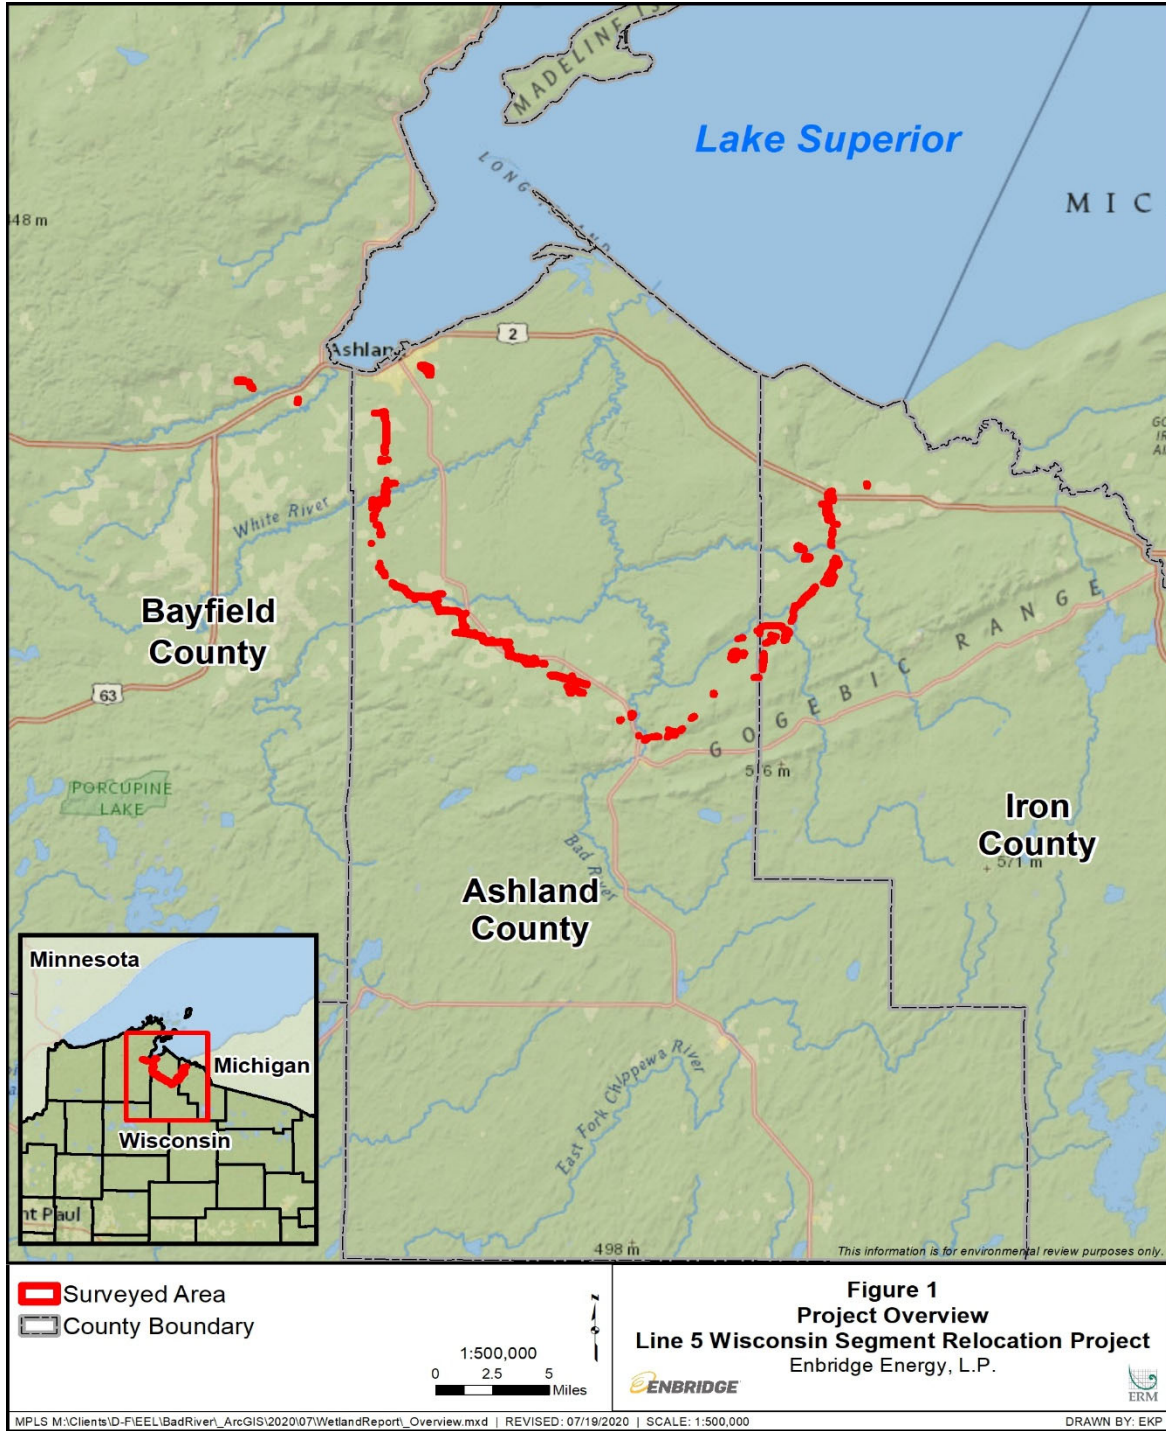 MADELINE IS
Lake Superior
LONG ISLAND
MIC
48 m
2
Ashlan
White River
Bayfield
County
63
PORCUPINE
LAKE
GOGEBIC RANGE
516 m
Iron
County
571 m
Bad River
Ashland
County
East Fork Chippewa River
498 m
Minnesota
Michigan
Wisconsin
nt Paul
This information is for environmental review purposes only.
Surveyed Area
County Boundary
N
1:500,000
0 2.5 5
Miles
Figure 1
Project Overview
Line 5 Wisconsin Segment Relocation Project
Enbridge Energy, L.P.
ENBRIDGE
ERM
MPLS M:\Clients\D-F\EEL\BadRiver\_ArcGIS\2020\07\WetlandReport\_Overview.mxd | REVISED: 07/19/2020 | SCALE: 1:500,000
DRAWN BY: EKP